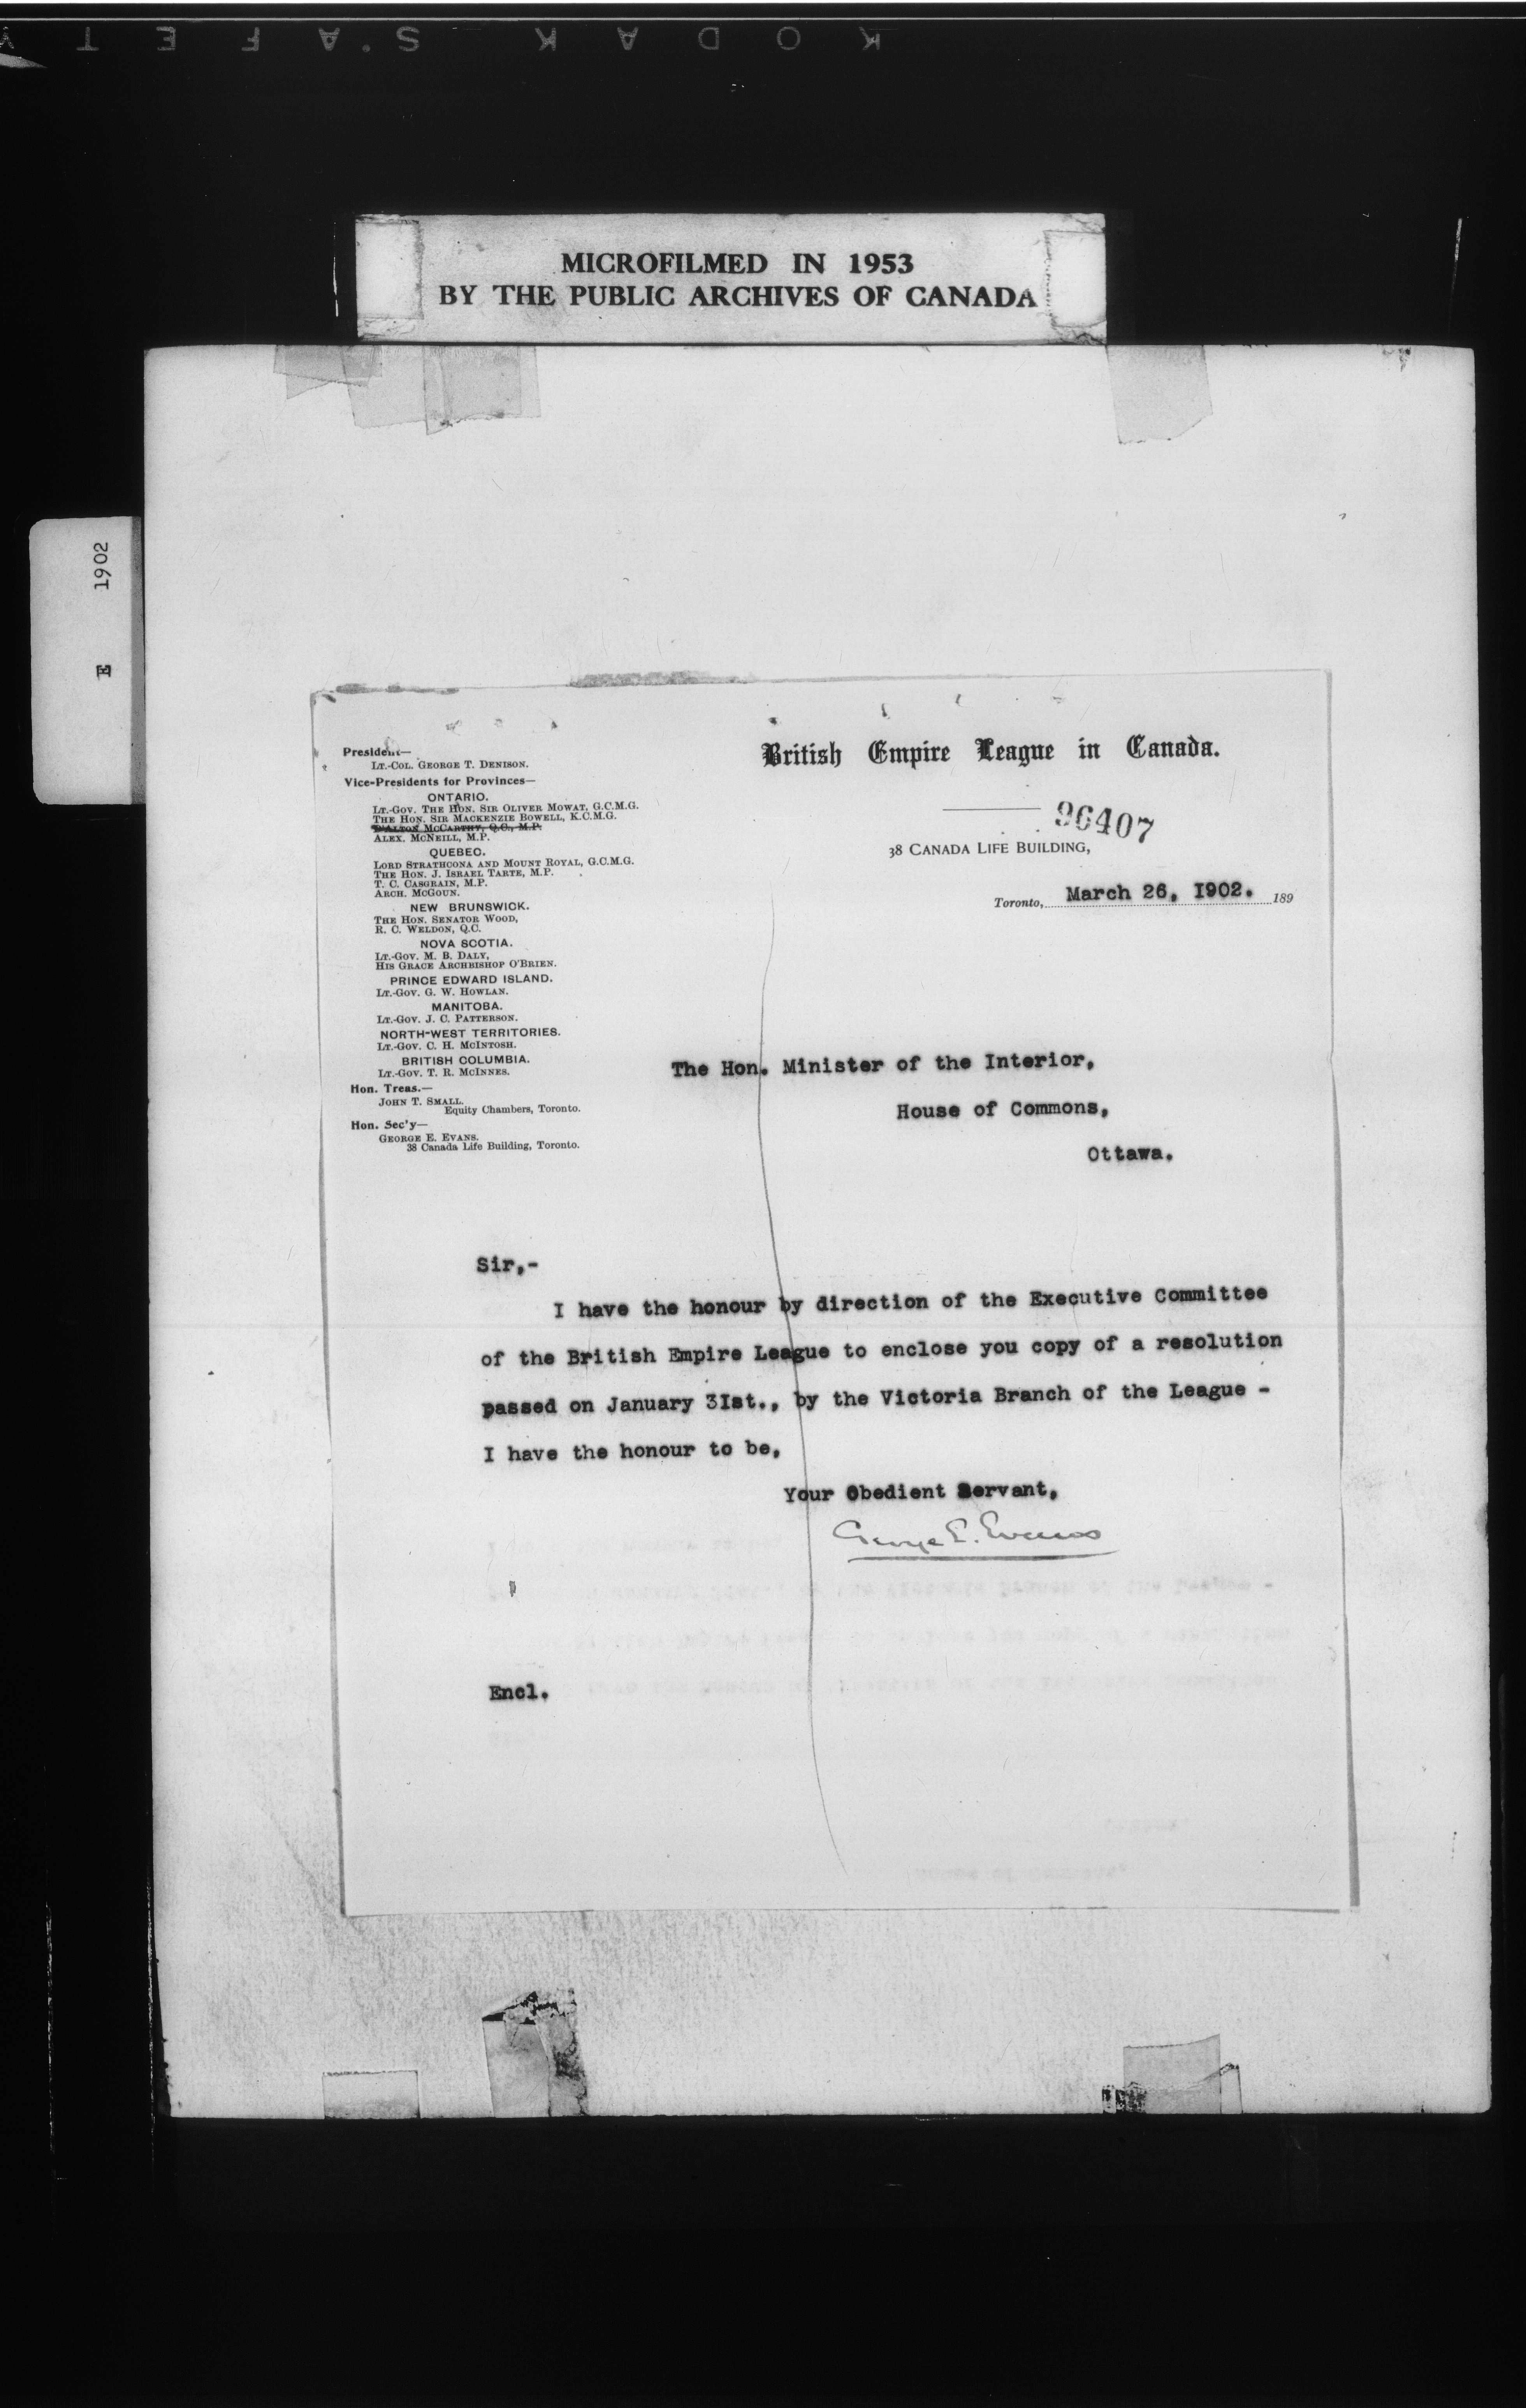 KODAK SAFET
MICROFILMED IN 1953
BY THE PUBLIC ARCHIVES OF CANADA
E 1902
President—
LT.-COL. GEORGE T. DENISON.
Vice-Presidents for Provinces—
ONTARIO.
LT.-GOV. THE HON. SIR OLIVER MOWAT, G.C.M.G.
THE HON. SIR MACKENZIE BOWELL, K.C.M.G.
D'ALTON MCCARTHY, Q.C., M.P.
ALEX. MCNEILL, M.P.
QUEBEC.
LORD STRATHCONA AND MOUNT ROYAL, G.C.M.G.
THE HON. J. ISRAEL TARTE, M.P.
T. C. CASGRAIN, M.P.
ARCH. MCGOUN.
NEW BRUNSWICK.
THE HON. SENATOR WOOD,
R. C. WELDON, Q.C.
NOVA SCOTIA.
LT.-GOV. M. B. DALY,
HIS GRACE ARCHBISHOP O'BRIEN.
PRINCE EDWARD ISLAND.
LT.-GOV. G. W. HOWLAN.
MANITOBA.
LT.-GOV. J. C. PATTERSON.
NORTH-WEST TERRITORIES.
LT.-GOV. C. H. MCINTOSH.
BRITISH COLUMBIA.
LT.-GOV. T. R. MCINNES.
Hon. Treas.—
JOHN T. SMALL.
Equity Chambers, Toronto.
Hon. Sec'y—
GEORGE E. EVANS.
38 Canada Life Building, Toronto.
British Empire League in Canada.
96407
38 CANADA LIFE BUILDING,
Toronto, March 26, I902. 189
The Hon. Minister of the Interior,
House of Commons,
Ottawa.
Sir,-
I have the honour by direction of the Executive Committee
of the British Empire League to enclose you copy of a resolution
passed on January 3Ist., by the Victoria Branch of the League -
I have the honour to be,
Your Obedient Servant,
George E. Evans
Encl.